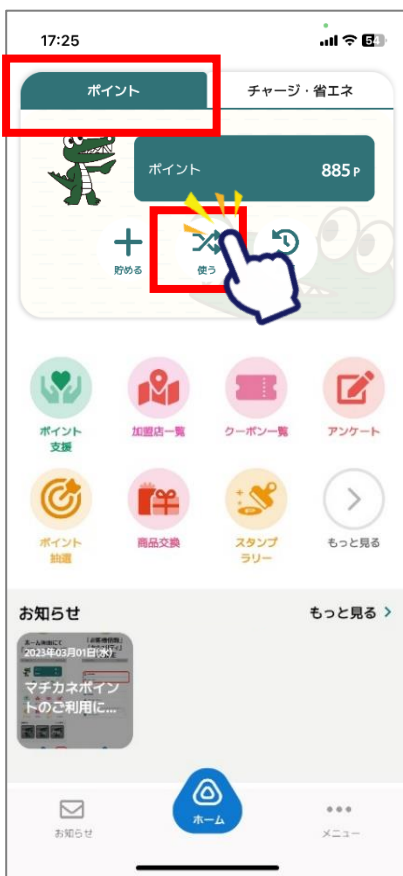 17:25
54
ポイント
チャージ・省エネ
ポイント
885 P
貯める
使う
ポイント
支援
加盟店一覧
クーポン一覧
アンケート
ポイント
抽選
商品交換
スタンプ
ラリー
もっと見る
お知らせ
もっと見る
2023年03月01日(水)
マチカネポイン
トのご利用に...
お知らせ
ホーム
メニュー